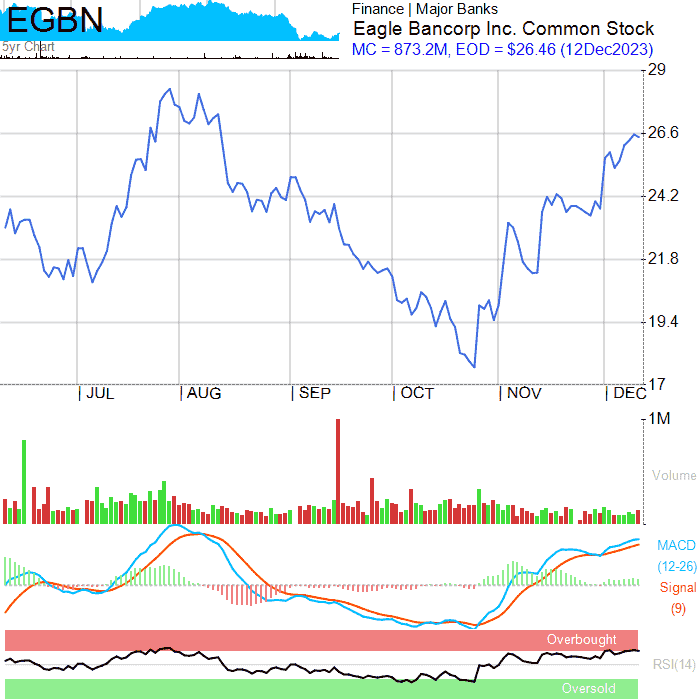 EGBN
5yr Chart
Finance | Major Banks
Eagle Bancorp Inc. Common Stock
MC = 873.2M, EOD = $26.46 (12Dec2023)
29
26.6
24.2
21.8
19.4
17
JUL AUG SEP OCT NOV DEC
1M
Volume
MACD
(12-26)
Signal
(9)
Overbought
RSI(14)
Oversold